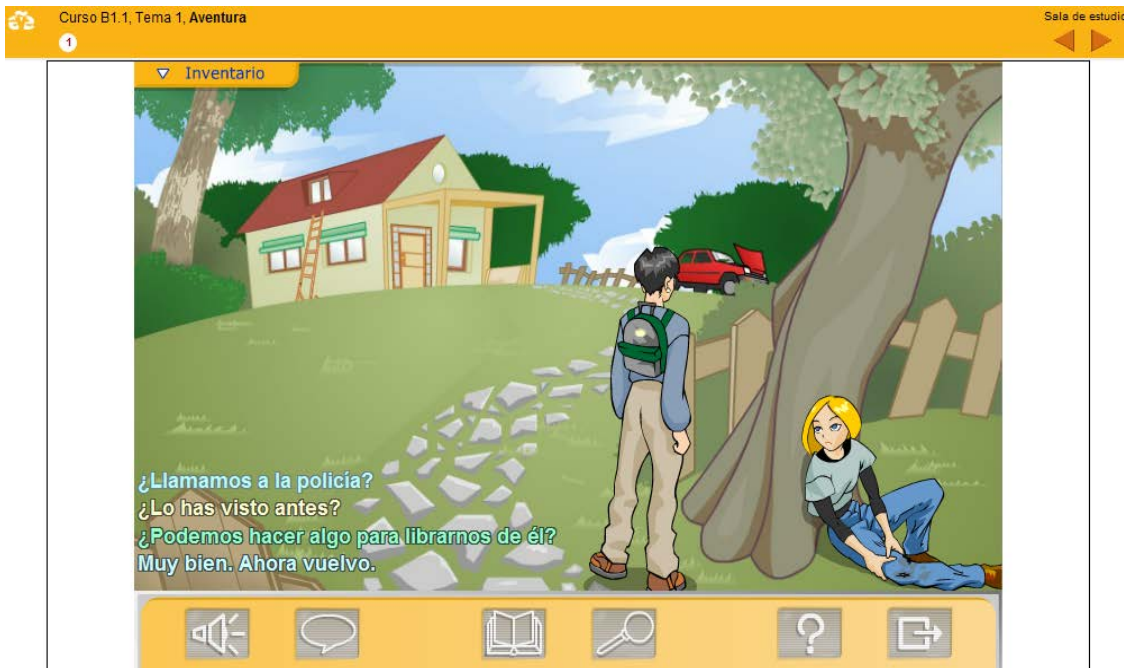 Curso B1.1, Tema 1, Aventura
Sala de estudio
1
Inventario
¿Llamamos a la policía?
¿Lo has visto antes?
¿Podemos hacer algo para librarnos de él?
Muy bien. Ahora vuelvo.
?